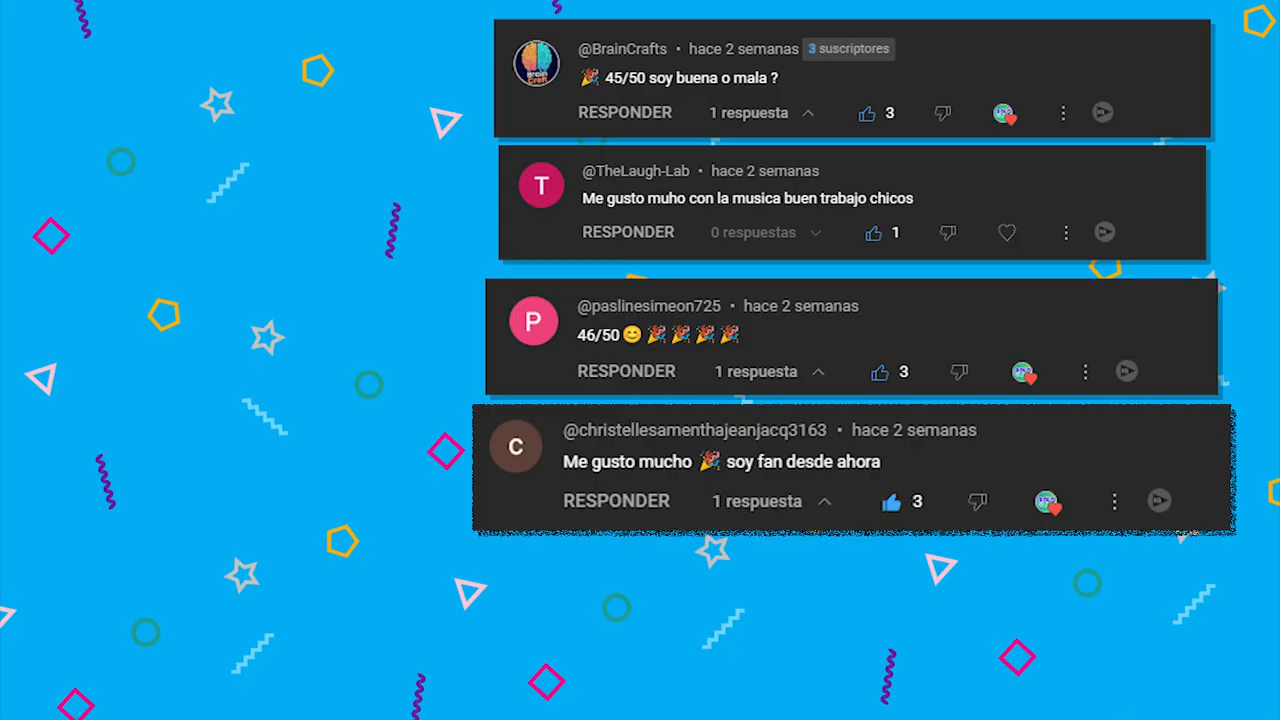 @BrainCrafts • hace 2 semanas 3 suscriptores
🎉 45/50 soy buena o mala ?
RESPONDER 1 respuesta 3
T
@TheLaugh-Lab • hace 2 semanas
Me gusto muho con la musica buen trabajo chicos
RESPONDER 0 respuestas 1
P
@paslinesimeon725 • hace 2 semanas
46/50 😊 🎉 🎉 🎉 🎉
RESPONDER 1 respuesta 3
C
@christellesamenthajeanjacq3163 • hace 2 semanas
Me gusto mucho 🎉 soy fan desde ahora
RESPONDER 1 respuesta 3